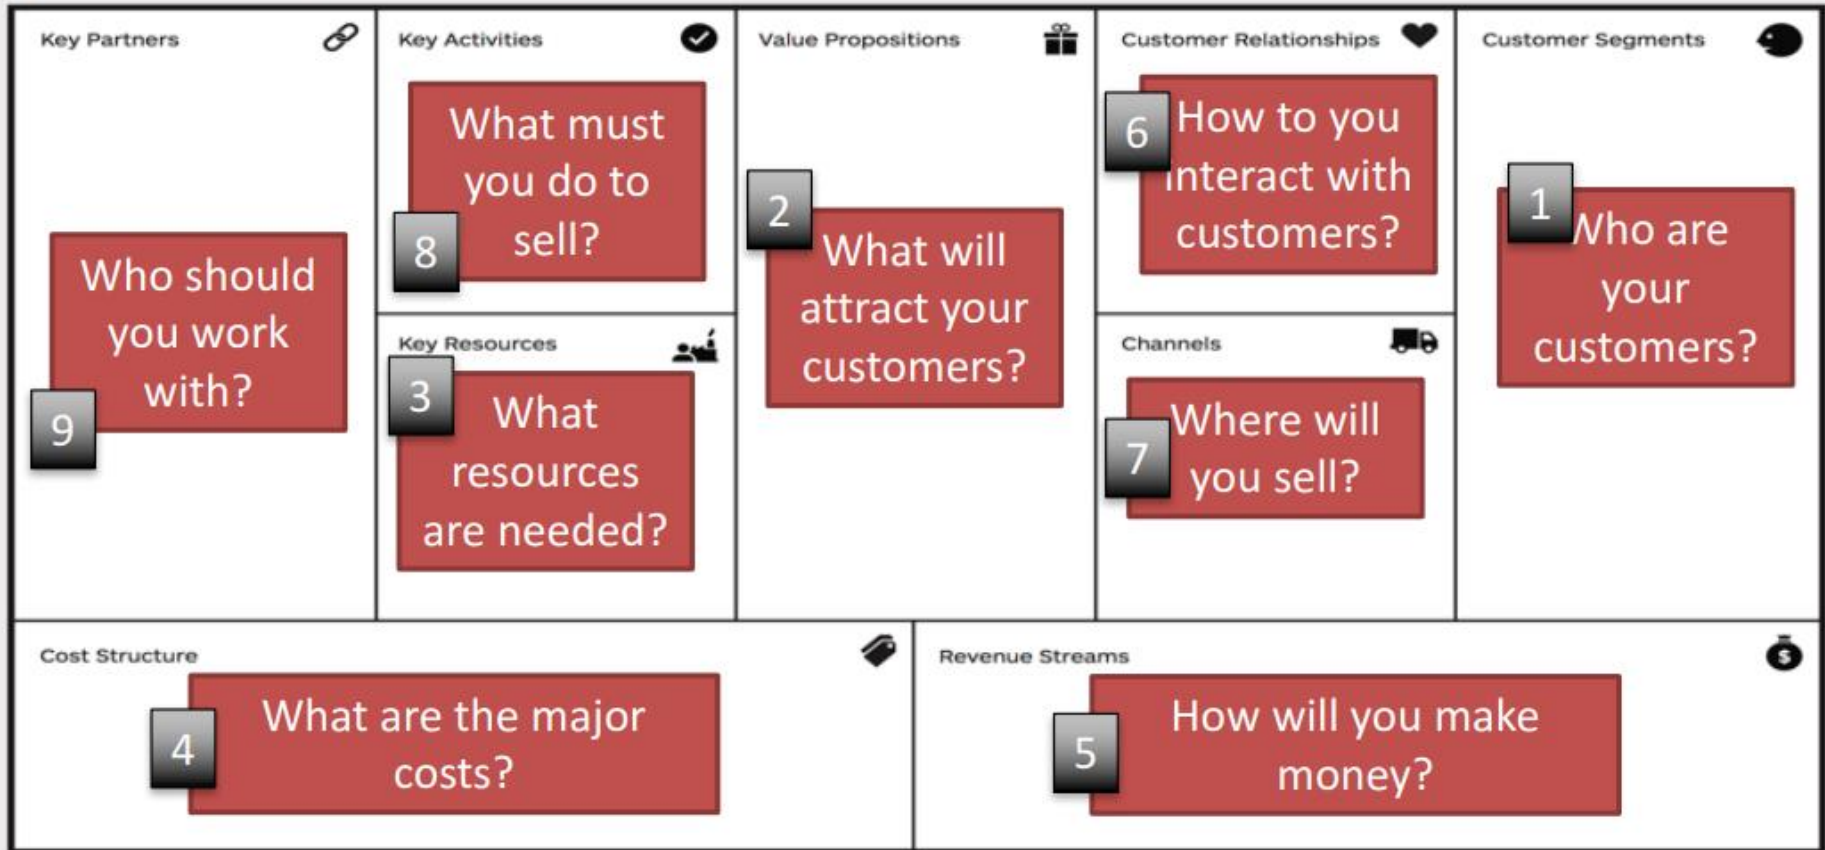 Key Partners
Who should
you work
with?
9
Key Activities
What must
you do to
sell?
8
Key Resources
3
What
resources
are needed?
Value Propositions
2
What will
attract your
customers?
Customer Relationships
6
How to you
interact with
customers?
Channels
7
Where will
you sell?
Customer Segments
1
Who are
your
customers?
Cost Structure
4
What are the major
costs?
Revenue Streams
$
5
How will you make
money?